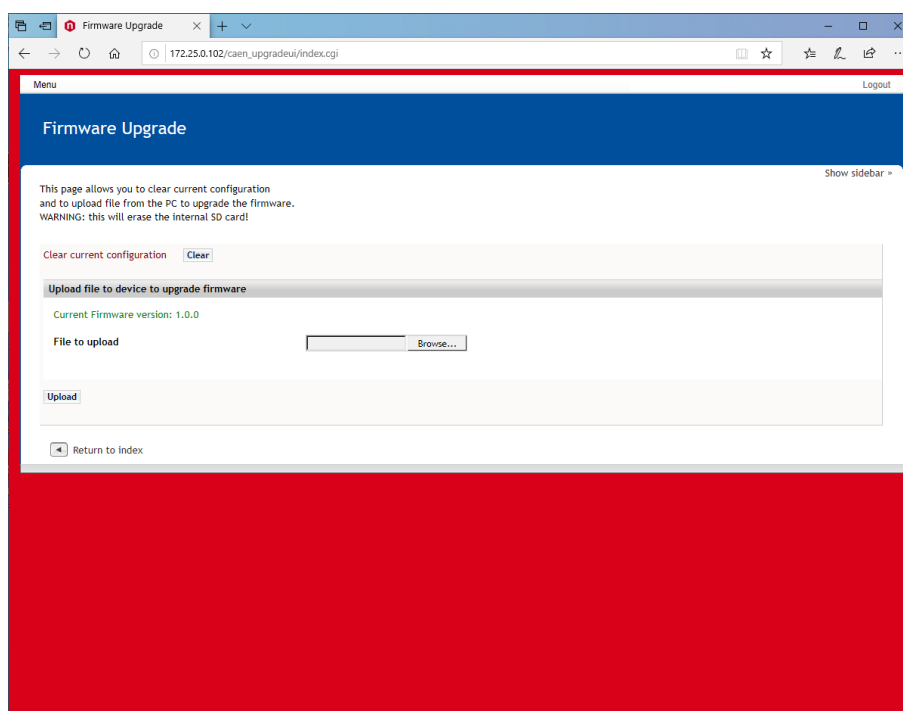 Firmware Upgrade
172.25.0.102/caen_upgradeui/index.cgi
Menu
Logout
Firmware Upgrade
Show sidebar »
This page allows you to clear current configuration
and to upload file from the PC to upgrade the firmware.
WARNING: this will erase the internal SD card!
Clear current configuration Clear
Upload file to device to upgrade firmware
Current Firmware version: 1.0.0
File to upload Browse...
Upload
Return to index